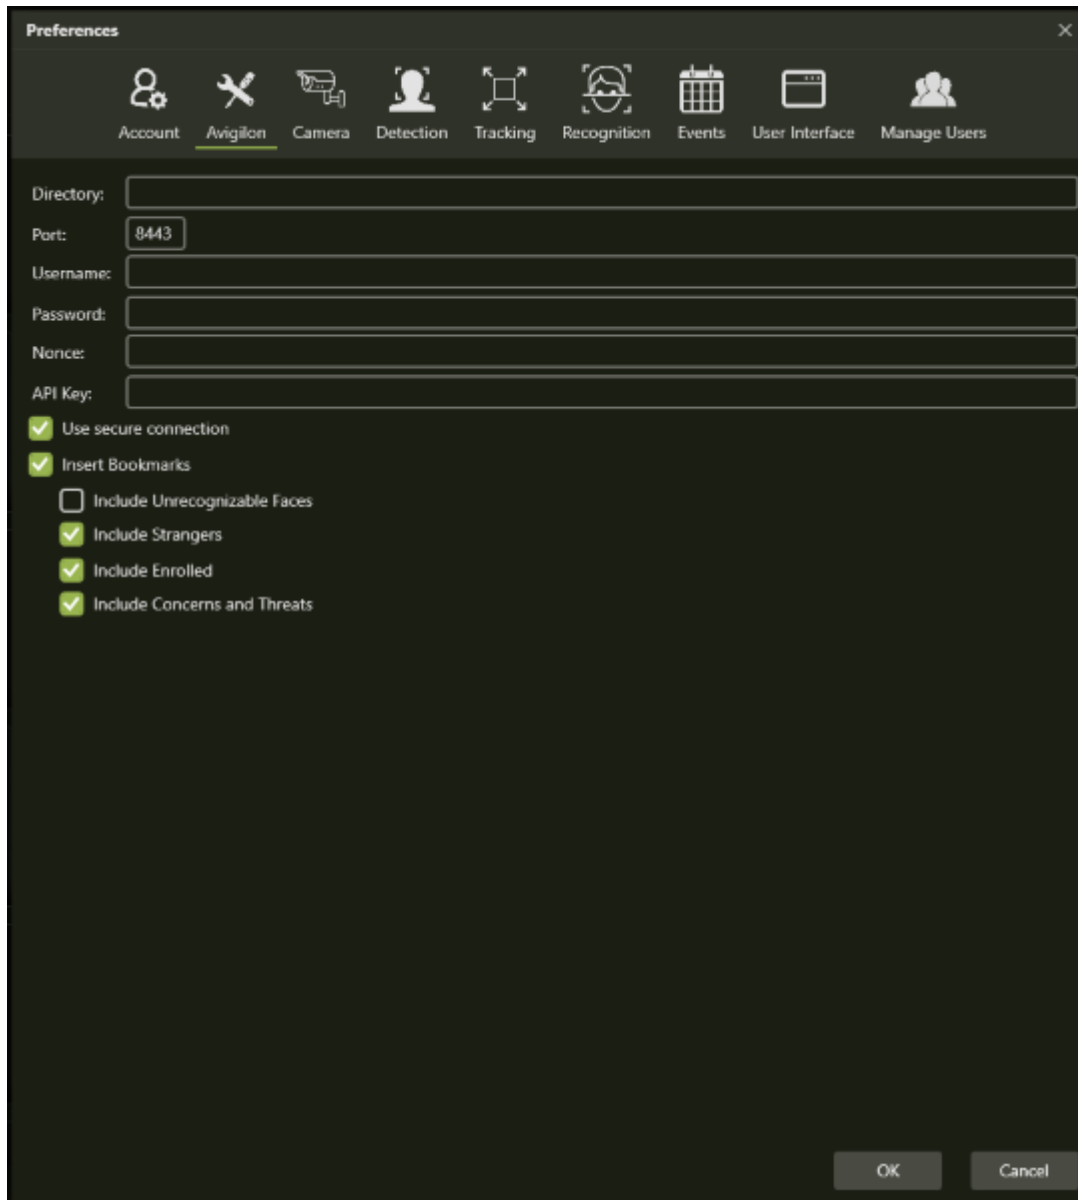 Preferences
Account Avigilon Camera Detection Tracking Recognition Events User Interface Manage Users
Directory:
Port: 8443
Username:
Password:
Nonce:
API Key:
Use secure connection
Insert Bookmarks
Include Unrecognizable Faces
Include Strangers
Include Enrolled
Include Concerns and Threats
OK Cancel